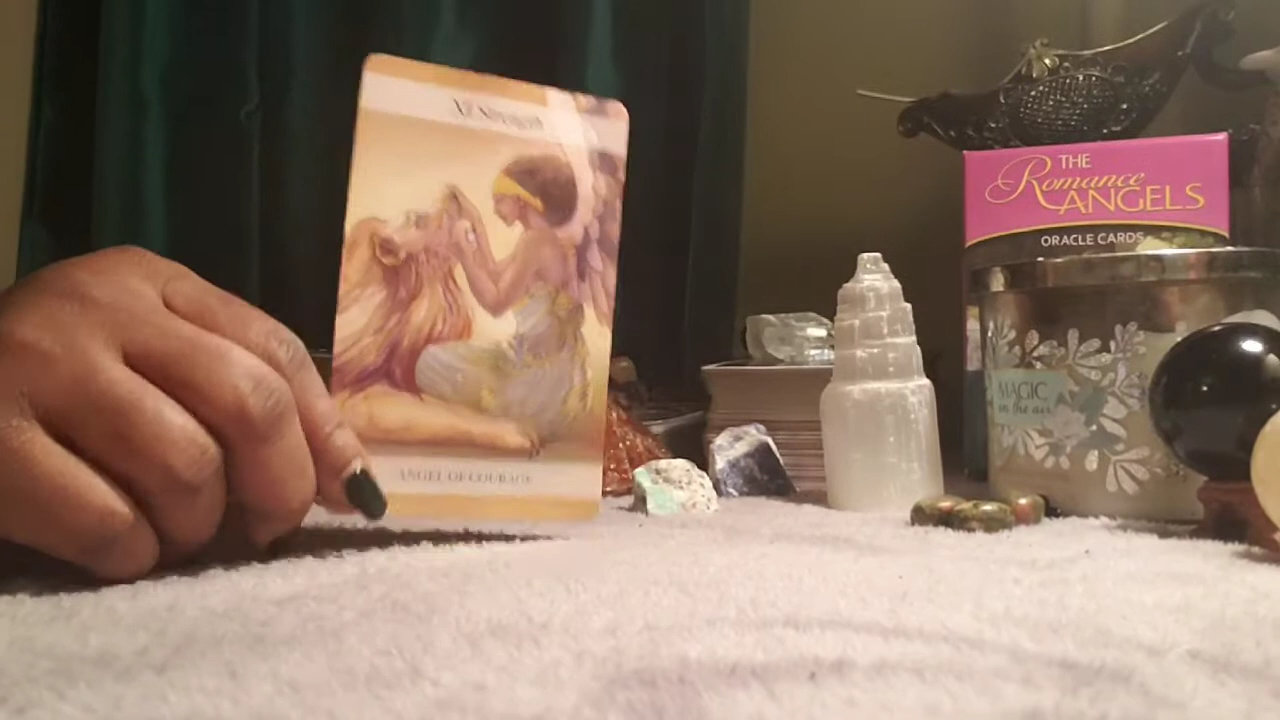 ANGEL OF COURAGE
THE
Romance
ANGELS
ORACLE CARDS
MAGIC
in the air